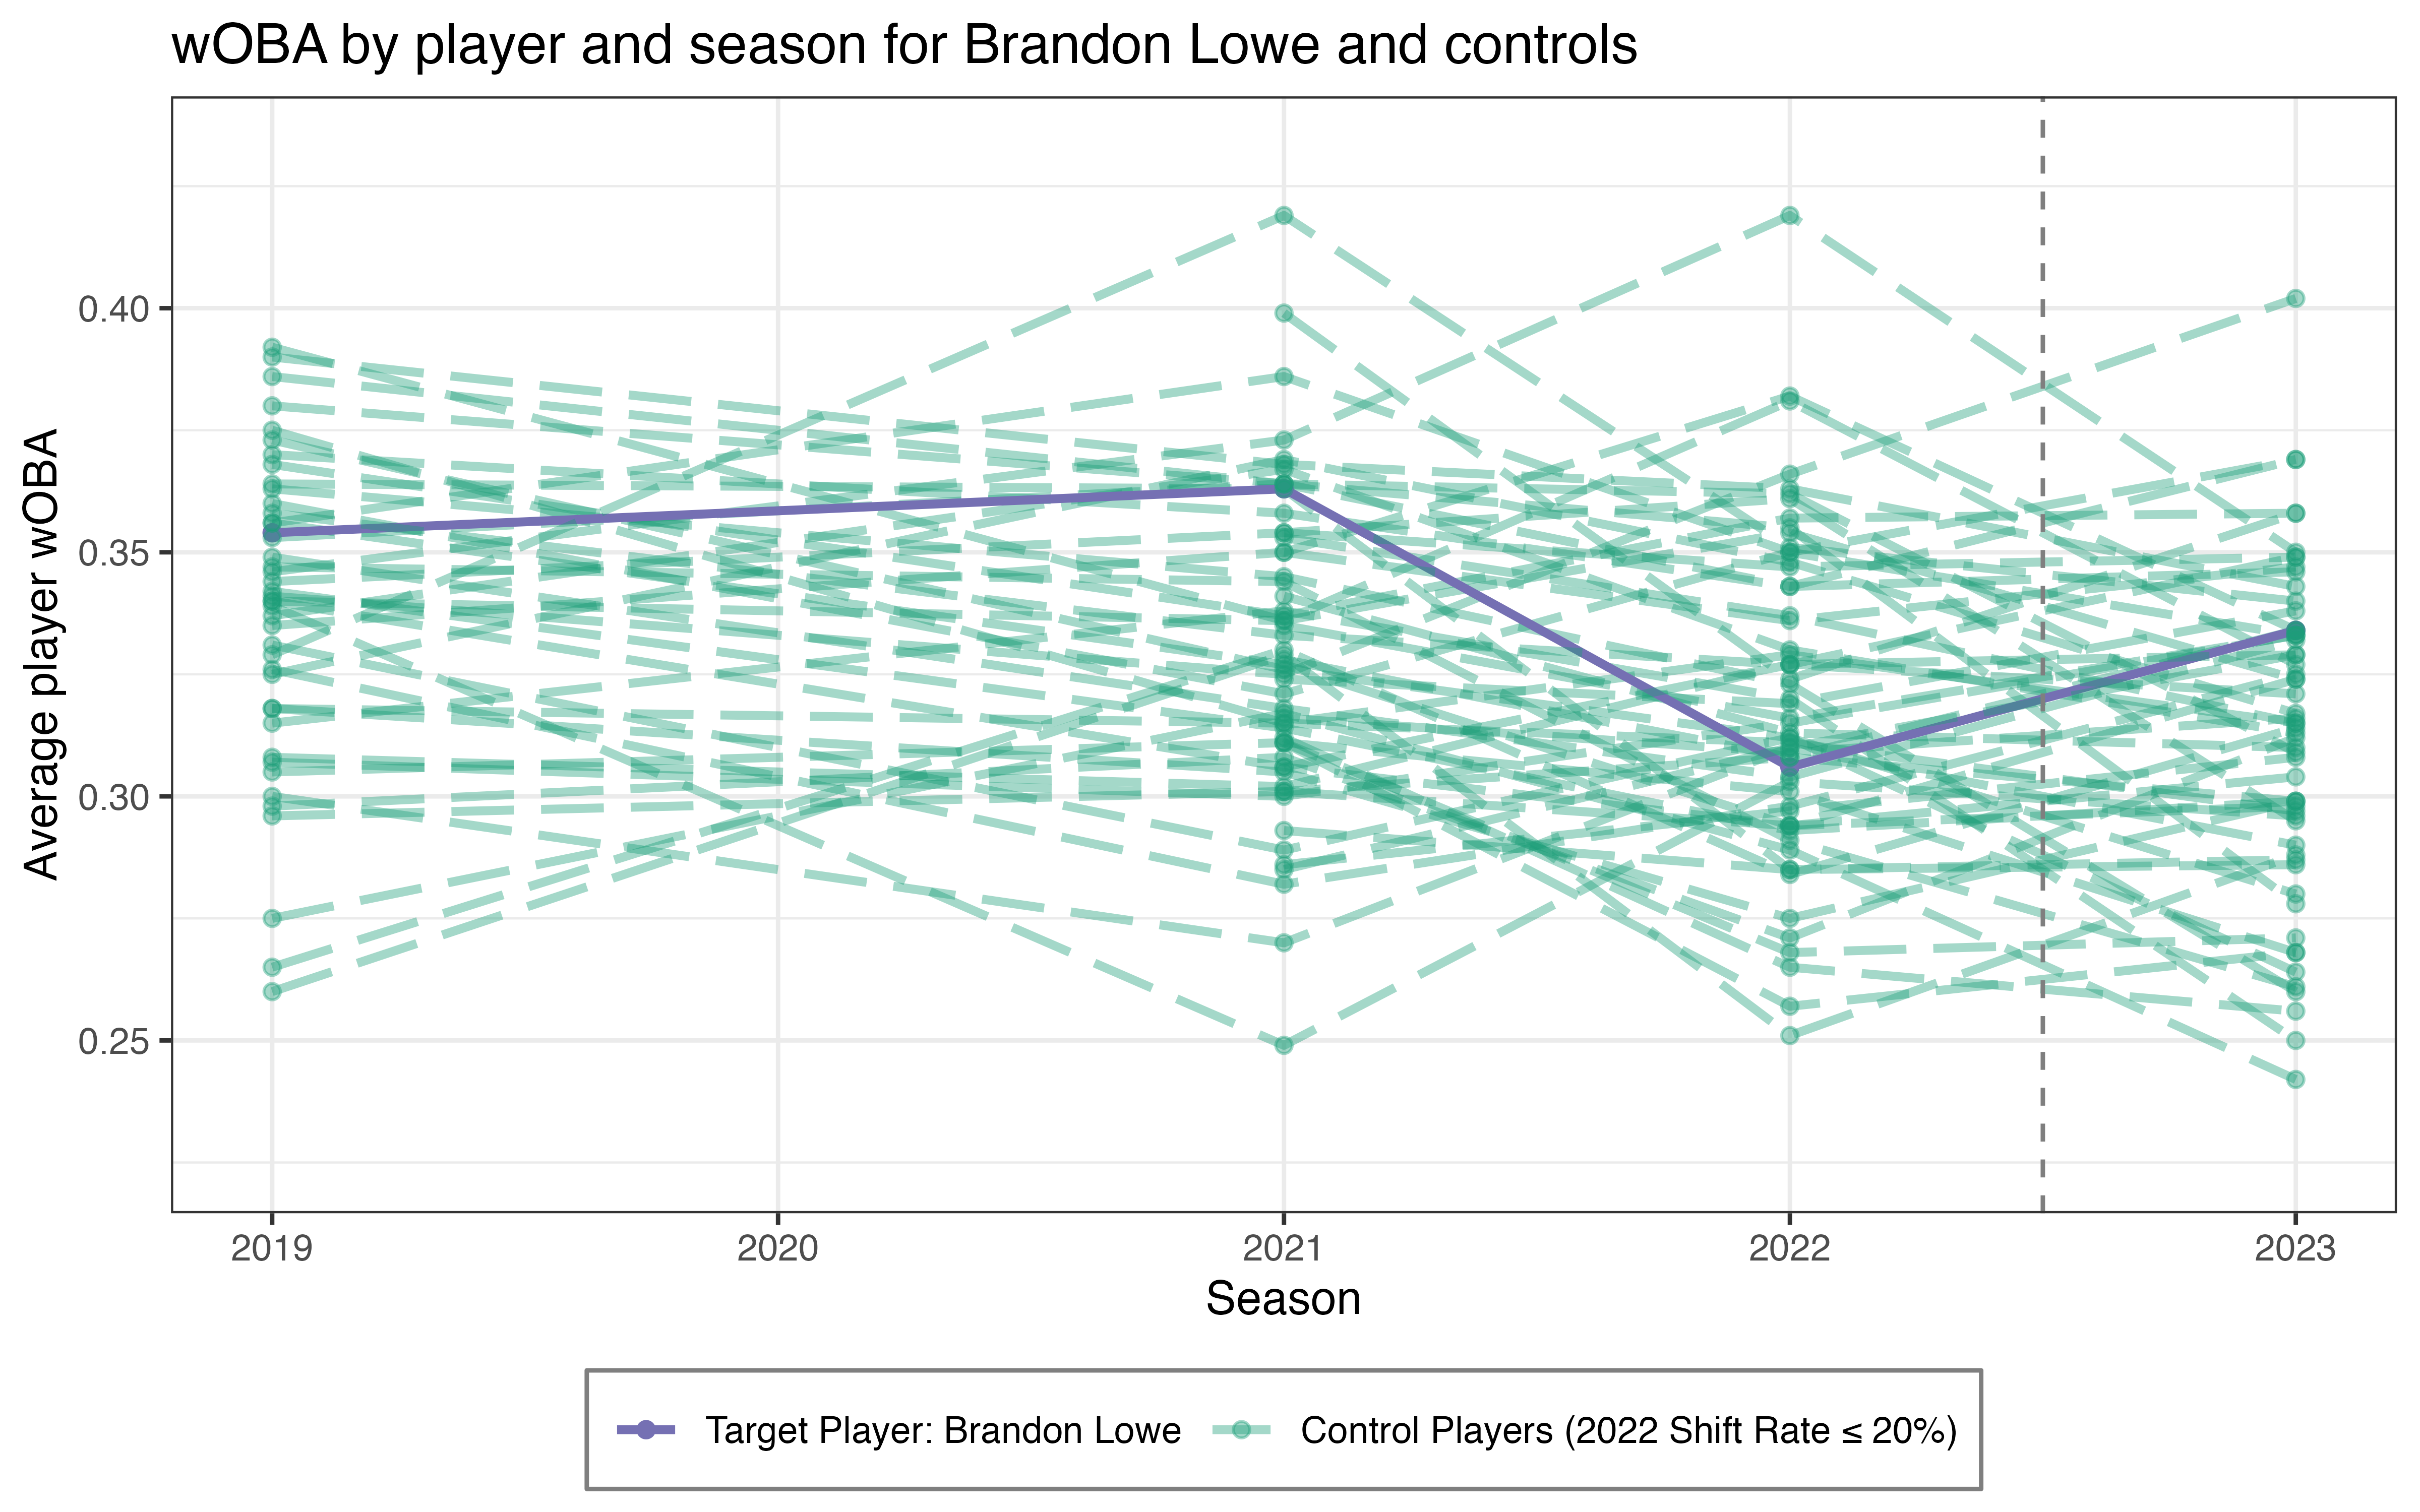 wOBA by player and season for Brandon Lowe and controls
Average player wOBA
0.40
0.35
0.30
0.25
2019 2020 2021 2022 2023
Season
Target Player: Brandon Lowe Control Players (2022 Shift Rate ≤ 20%)